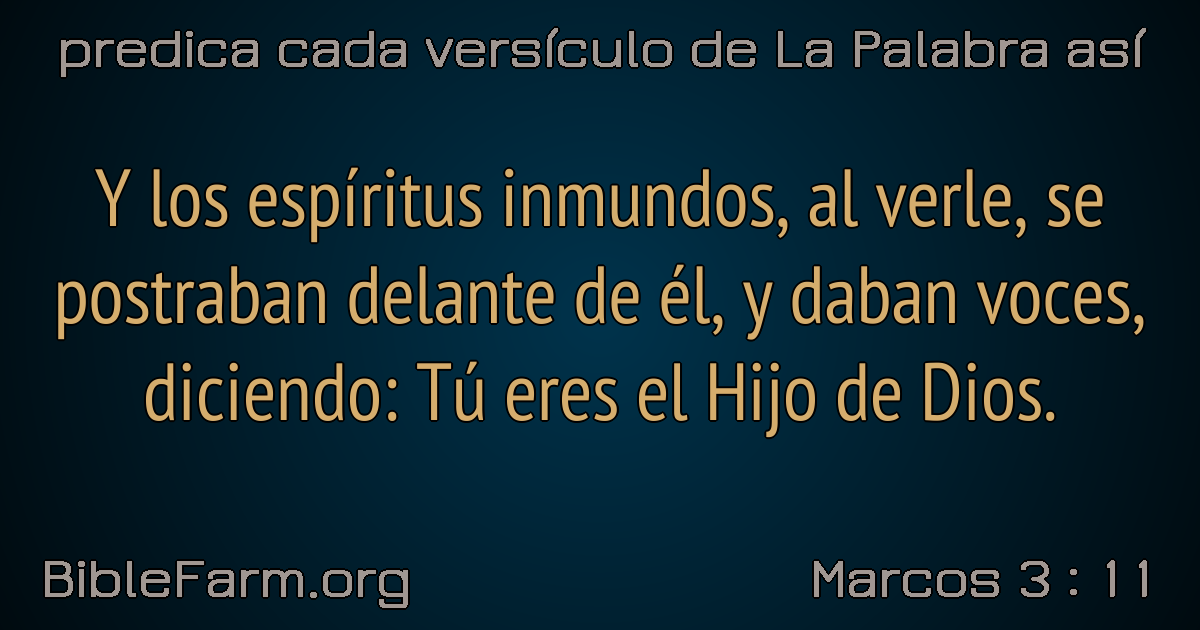 predica cada versículo de La Palabra así
Y los espíritus inmundos, al verle, se
postraban delante de él, y daban voces,
diciendo: Tú eres el Hijo de Dios.
BibleFarm.org
Marcos 3 : 11